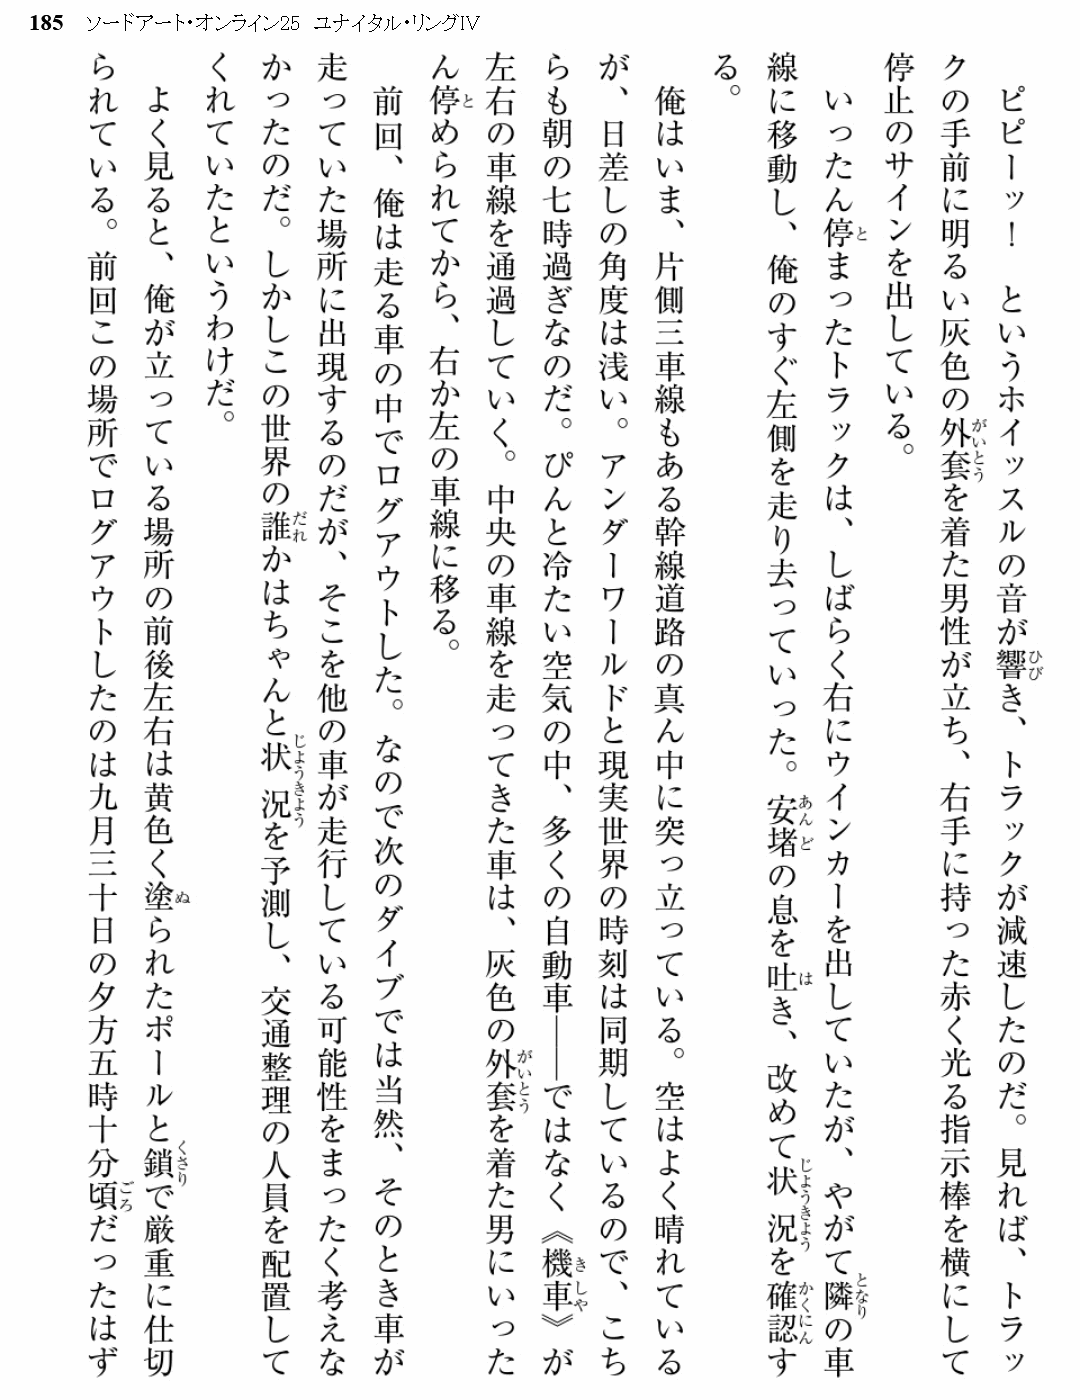 185 ソードアート・オンライン25 ユナイタル・リングⅣ
　ピピーッ！　というホイッスルの音が響き、トラックが減速したのだ。見れば、トラッ
クの手前に明るい灰色の外套を着た男性が立ち、右手に持った赤く光る指示棒を横にして
停止のサインを出している。
　いったん停まったトラックは、しばらく右にウインカーを出していたが、やがて隣の車
線に移動し、俺のすぐ左側を走り去っていった。安堵の息を吐き、改めて状況を確認す
る。
　俺はいま、片側三車線もある幹線道路の真ん中に突っ立っている。空はよく晴れている
が、日差しの角度は浅い。アンダーワールドと現実世界の時刻は同期しているので、こち
らも朝の七時過ぎなのだ。ぴんと冷たい空気の中、多くの自動車――ではなく《機車》が
左右の車線を通過していく。中央の車線を走ってきた車は、灰色の外套を着た男にいった
ん停められてから、右か左の車線に移る。
　前回、俺は走る車の中でログアウトした。なので次のダイブでは当然、そのとき車が
走っていた場所に出現するのだが、そこを他の車が走行している可能性をまったく考えな
かったのだ。しかしこの世界の誰かはちゃんと状況を予測し、交通整理の人員を配置して
くれていたというわけだ。
　よく見ると、俺が立っている場所の前後左右は黄色く塗られたポールと鎖で厳重に仕切
られている。前回この場所でログアウトしたのは九月三十日の夕方五時十分頃だったはず